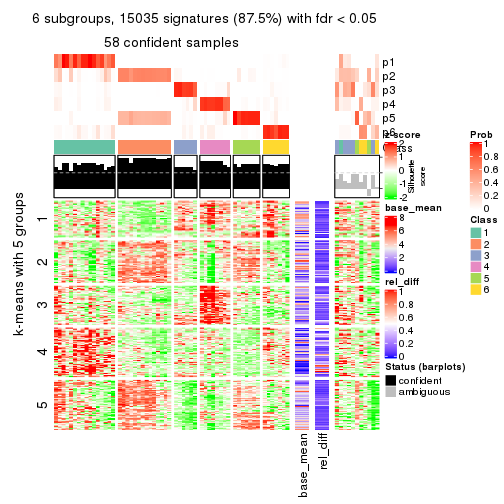 6 subgroups, 15035 signatures (87.5%) with fdr < 0.05
58 confident samples
p1
p2
p3
p4
p5
p6
Class
Silhouette score
k-means with 5 groups
1
2
3
4
5
base_mean
rel_diff
z-score
2
1
0
-1
-2
base_mean
8
6
4
2
0
rel_diff
1
0.8
0.6
0.4
0.2
0
Status (barplots)
confident
ambiguous
Prob
1
0.8
0.6
0.4
0.2
0
Class
1
2
3
4
5
6